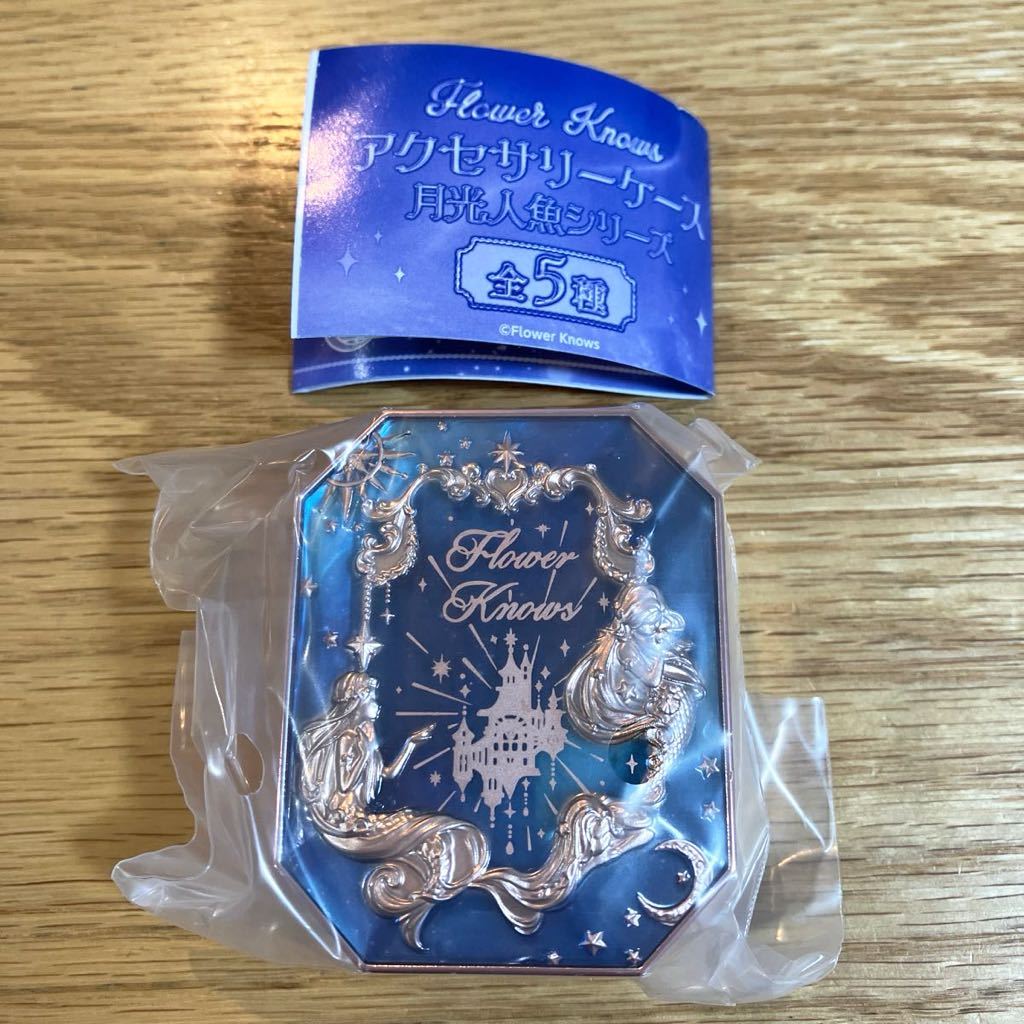 Flower Knows
アクセサリーケース
月光人魚シリーズ
全5種
©Flower Knows
Flower
Knows